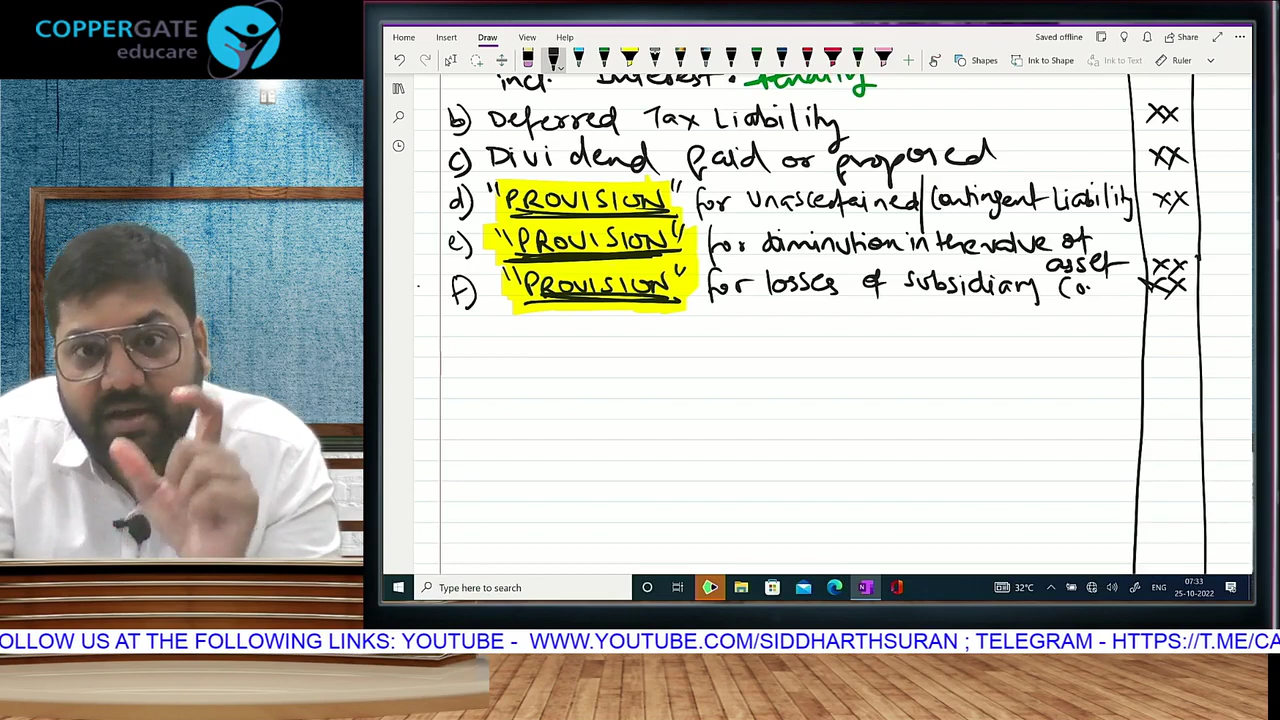 COPPERGATE
educare
Home Insert Draw View Help
Saved offline
Share
Shapes
Ink to Shape
Ink to Text
Ruler
incl. Interest & Penalty
b) Deferred Tax Liability XX
c) Dividend paid or proposed XX
d) "PROVISION" for Unascertained/Contingent Liability XX
e) "PROVISION" for diminution in the value of
asset XX
f) "PROVISION" for losses of subsidiary Co. XX
Type here to search
32°C
ENG
07:33
25-10-2022
OLLOW US AT THE FOLLOWING LINKS: YOUTUBE - WWW.YOUTUBE.COM/SIDDHARTHSURAN ; TELEGRAM - HTTPS://T.ME/CA